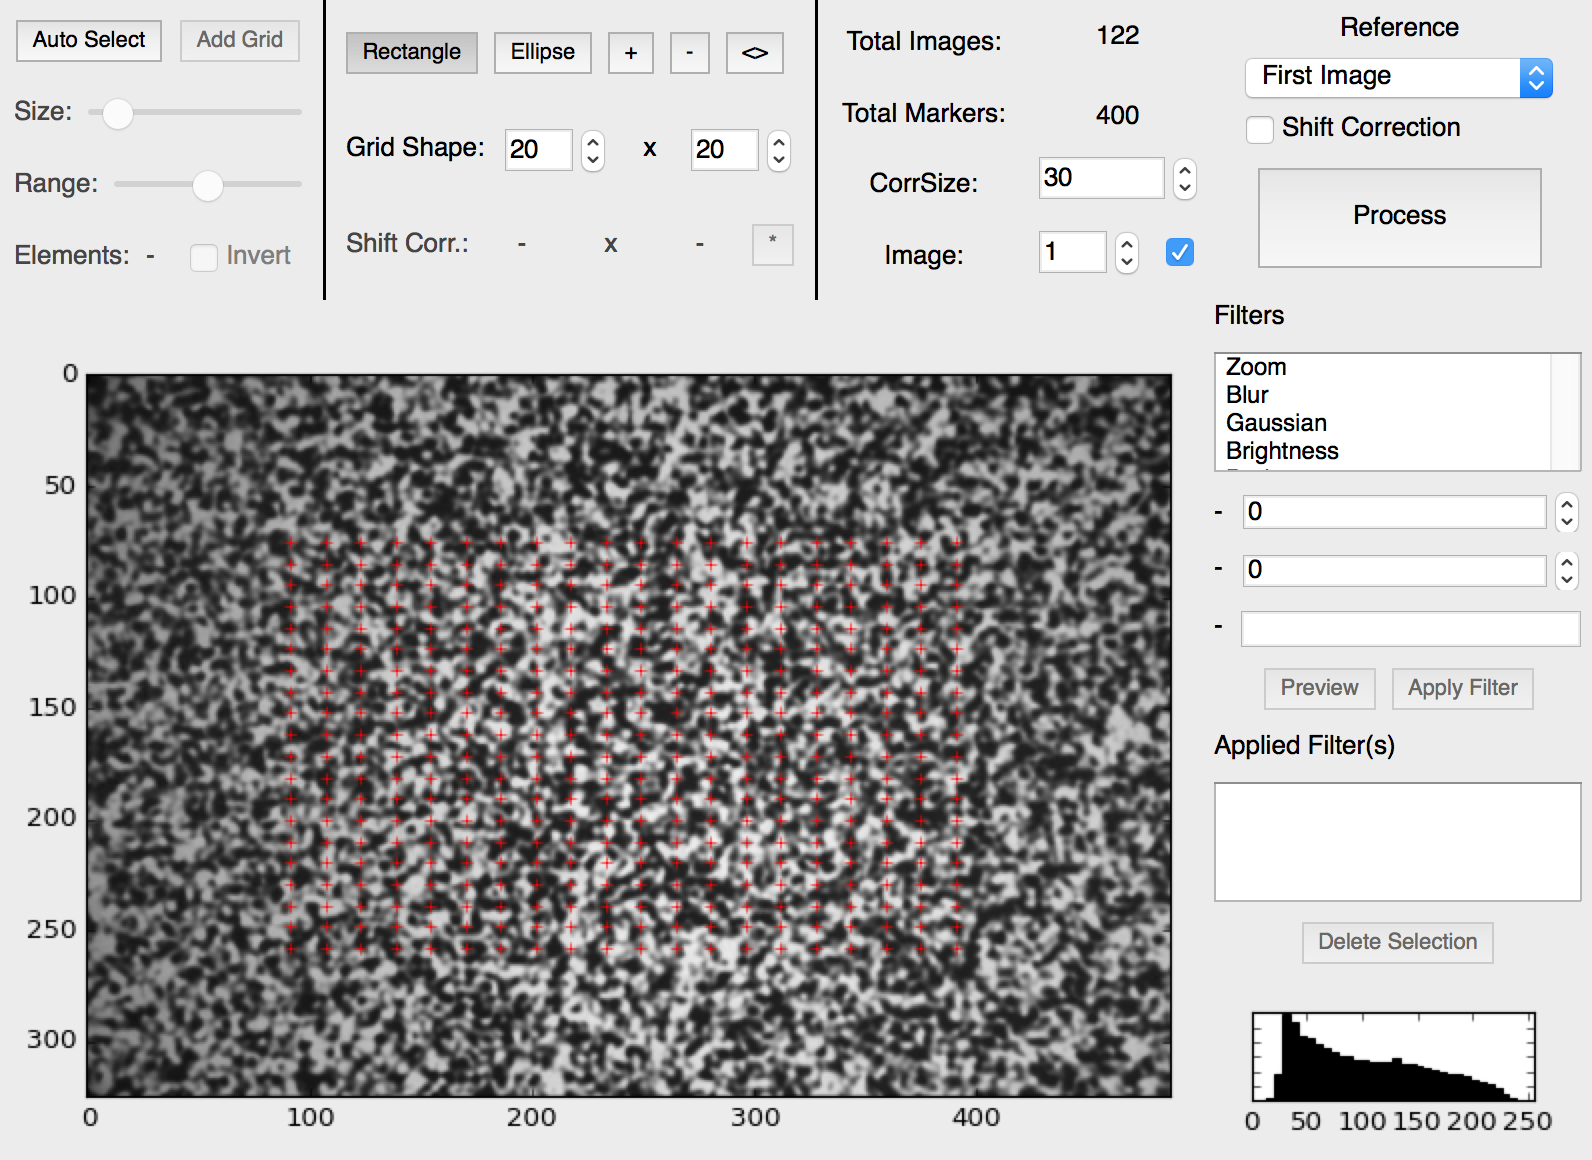 Auto Select
Add Grid
Size:
Range:
Elements: -
Invert
Rectangle
Ellipse
+
-
<>
Grid Shape: 20 x 20
Shift Corr.: - x - *
Total Images: 122
Total Markers: 400
CorrSize: 30
Image: 1
Reference
First Image
Shift Correction
Process
Filters
Zoom
Blur
Gaussian
Brightness
- 0
- 0
-
Preview
Apply Filter
Applied Filter(s)
Delete Selection
0
50
100
150
200
250
300
0 100 200 300 400
0 50 100 150 200 250